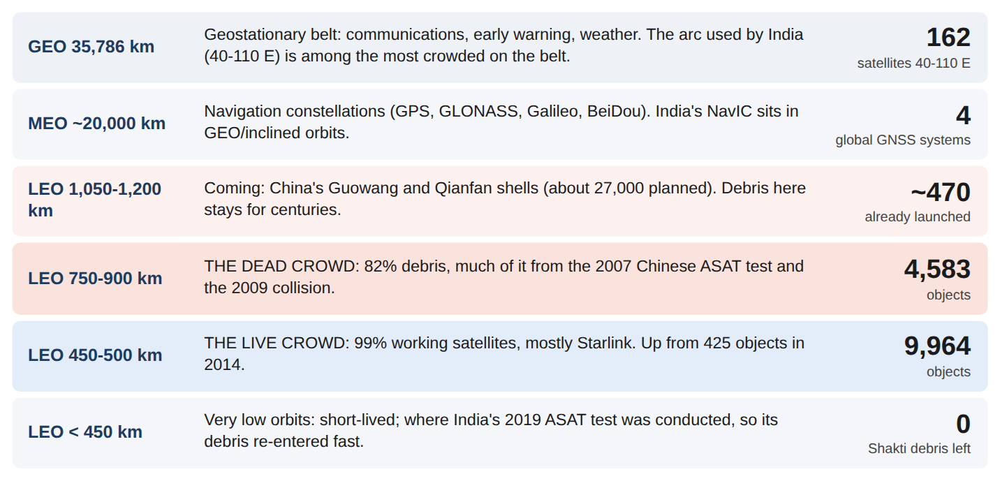 GEO 35,786 km
Geostationary belt: communications, early warning, weather. The arc used by India
(40-110 E) is among the most crowded on the belt.
162
satellites 40-110 E
MEO ~20,000 km
Navigation constellations (GPS, GLONASS, Galileo, BeiDou). India's NavIC sits in
GEO/inclined orbits.
4
global GNSS systems
LEO 1,050-1,200
km
Coming: China's Guowang and Qianfan shells (about 27,000 planned). Debris here
stays for centuries.
~470
already launched
LEO 750-900 km
THE DEAD CROWD: 82% debris, much of it from the 2007 Chinese ASAT test and
the 2009 collision.
4,583
objects
LEO 450-500 km
THE LIVE CROWD: 99% working satellites, mostly Starlink. Up from 425 objects in
2014.
9,964
objects
LEO < 450 km
Very low orbits: short-lived; where India's 2019 ASAT test was conducted, so its
debris re-entered fast.
0
Shakti debris left